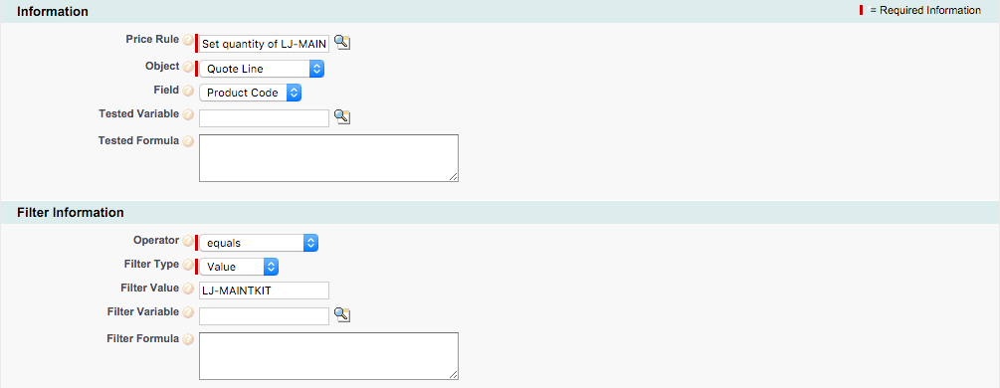 Information
= Required Information
Price Rule ? Set quantity of LJ-MAIN
Object ? Quote Line
Field ? Product Code
Tested Variable ?
Tested Formula ?
Filter Information
Operator ? equals
Filter Type ? Value
Filter Value ? LJ-MAINTKIT
Filter Variable ?
Filter Formula ?